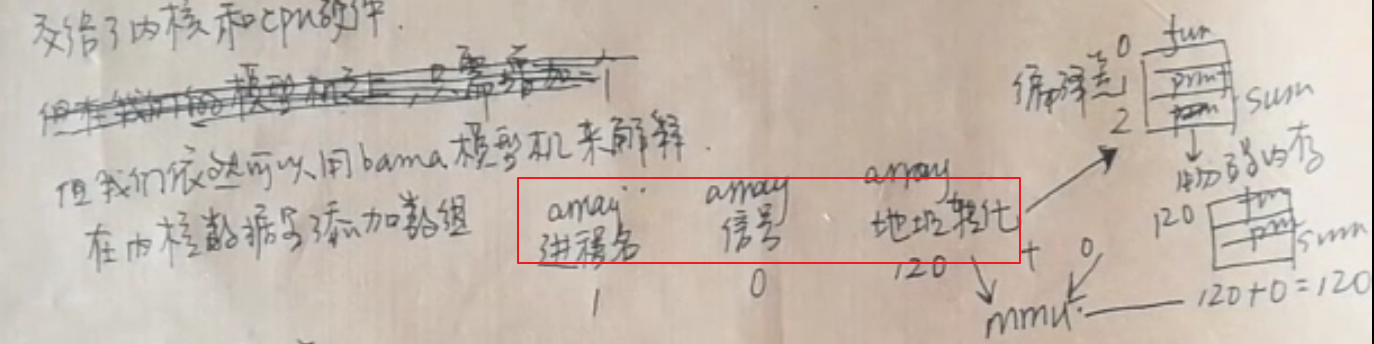 交给了内核和cpu硬件.
但在我们的模型机之上,只需增加一个
但我们依然可以用bama模型机来解释.
在内核数据字添加数组
array 进程名 1
array 信号 0
array 地址转化 120 + 0
mmu
120+0=120
编译器
0 fun
1 print
2 sum
物理内存
120 fun
sum